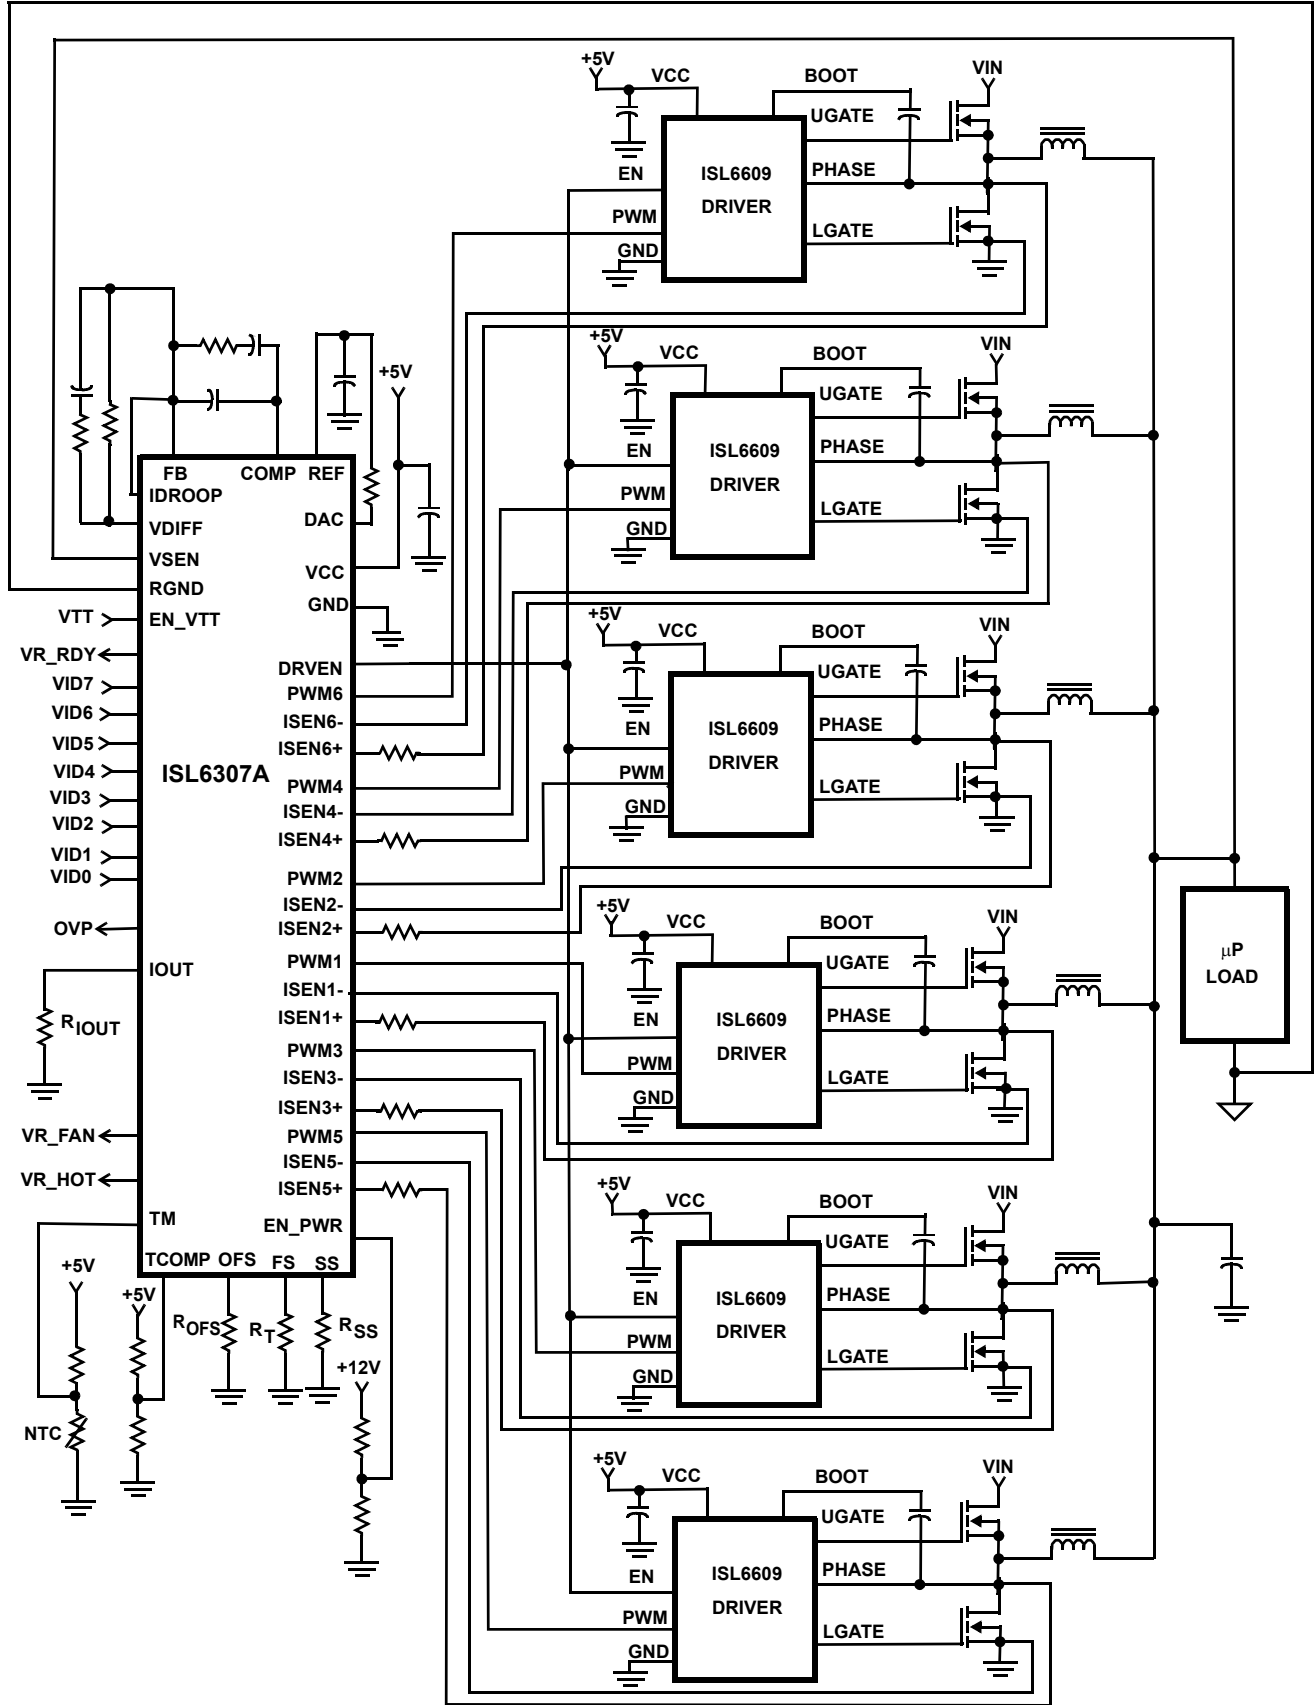 +5V
VCC
BOOT
VIN
UGATE
EN
ISL6609
DRIVER
PHASE
PWM
LGATE
GND
+5V
VCC
BOOT
VIN
UGATE
EN
ISL6609
DRIVER
PHASE
PWM
LGATE
GND
+5V
VCC
BOOT
VIN
UGATE
EN
ISL6609
DRIVER
PHASE
PWM
LGATE
GND
+5V
VCC
BOOT
VIN
UGATE
EN
ISL6609
DRIVER
PHASE
PWM
LGATE
GND
+5V
VCC
BOOT
VIN
UGATE
EN
ISL6609
DRIVER
PHASE
PWM
LGATE
GND
+5V
VCC
BOOT
VIN
UGATE
EN
ISL6609
DRIVER
PHASE
PWM
LGATE
GND
+5V
FB
COMP
REF
IDROOP
VDIFF
VSEN
RGND
EN_VTT
DAC
VCC
GND
DRVEN
PWM6
ISEN6-
ISEN6+
PWM4
ISEN4-
ISEN4+
PWM2
ISEN2-
ISEN2+
PWM1
ISEN1-
ISEN1+
PWM3
ISEN3-
ISEN3+
PWM5
ISEN5-
ISEN5+
EN_PWR
ISL6307A
IOUT
TM
TCOMP
OFS
FS
SS
VTT
VR_RDY
VID7
VID6
VID5
VID4
VID3
VID2
VID1
VID0
OVP
RIOUT
VR_FAN
VR_HOT
+5V
+5V
ROFS
RT
RSS
+12V
NTC
µP
LOAD